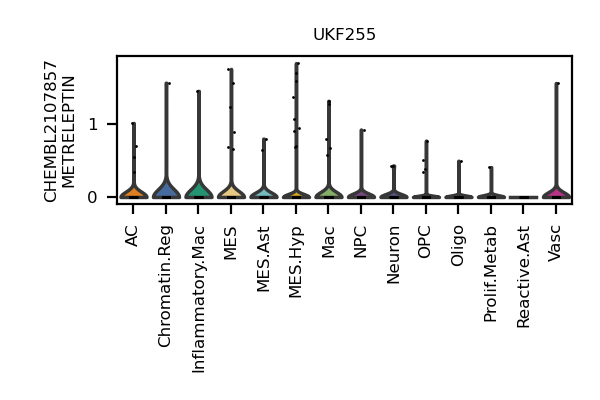 UKF255
CHEMBL2107857
METRELEPTIN
1
0
AC
Chromatin.Reg
Inflammatory.Mac
MES
MES.Ast
MES.Hyp
Mac
NPC
Neuron
OPC
Oligo
Prolif.Metab
Reactive.Ast
Vasc